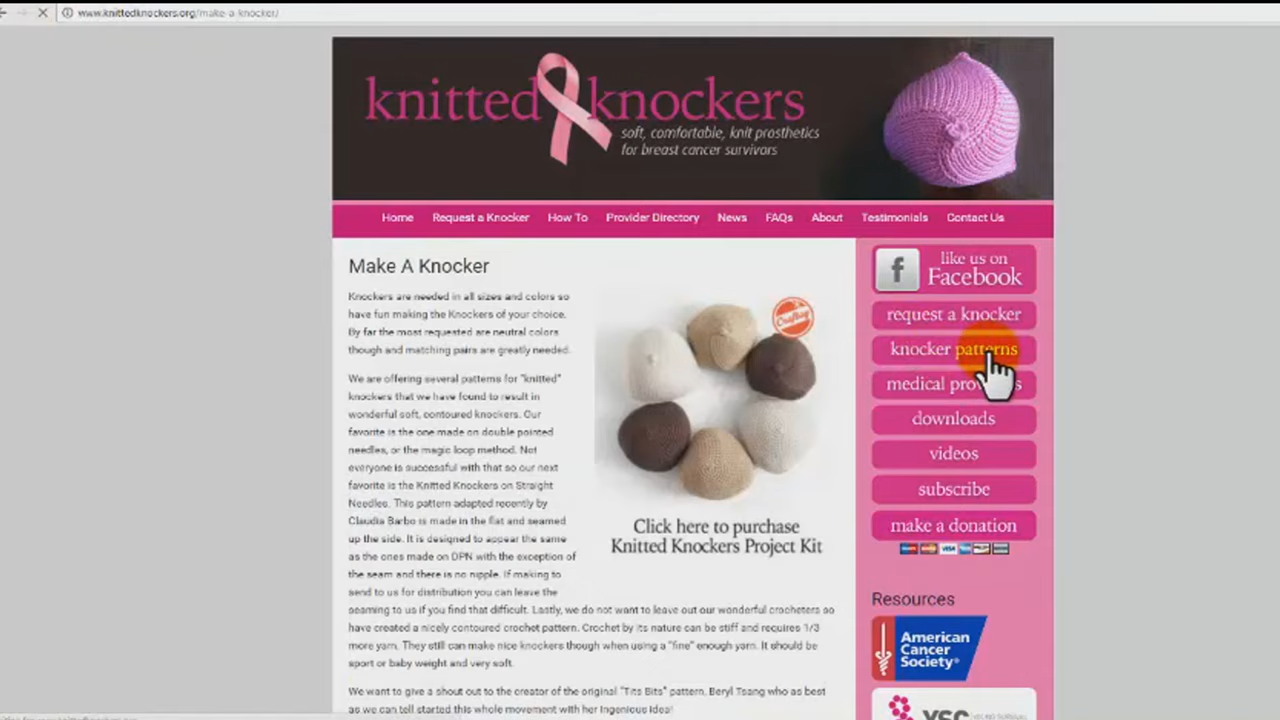 www.knittedknockers.org/make-a-knocker/
knitted knockers
soft, comfortable, knit prosthetics
for breast cancer survivors
Home Request a Knocker How To Provider Directory News FAQs About Testimonials Contact Us
Make A Knocker
Knockers are needed in all sizes and colors so
have fun making the Knockers of your choice.
By far the most requested are neutral colors
though and matching pairs are greatly needed.
We are offering several patterns for "knitted"
knockers that we have found to result in
wonderful soft, contoured knockers. Our
favorite is the one made on double pointed
needles, or the magic loop method. Not
everyone is successful with that so our next
favorite is the Knitted Knockers on Straight
Needles. This pattern adapted recently by
Claudia Barbo is made in the flat and seamed
up the side. It is designed to appear the same
as the ones made on DPN with the exception of
the seam and there is no nipple. If making to
send to us for distribution you can leave the
seaming to us if you find that difficult. Lastly, we do not want to leave out our wonderful crocheters so
have created a nicely contoured crochet pattern. Crochet by its nature can be stiff and requires 1/3
more yarn. They still can make nice knockers though when using a "fine" enough yarn. It should be
sport or baby weight and very soft.
We want to give a shout out to the creator of the original "Tits Bits" pattern, Beryl Tsang who as best
as we can tell started this whole movement with her ingenious idea!
Craftsy
Click here to purchase
Knitted Knockers Project Kit
f
like us on
Facebook
request a knocker
knocker patterns
medical
downloads
videos
subscribe
make a donation
VISA
Resources
American
Cancer
Society®
YSC